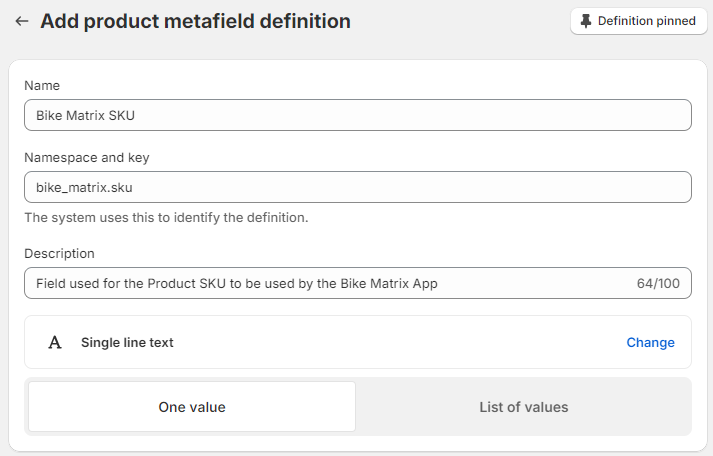 Add product metafield definition
Definition pinned
Name
Bike Matrix SKU
Namespace and key
bike_matrix.sku
The system uses this to identify the definition.
Description
Field used for the Product SKU to be used by the Bike Matrix App 64/100
A Single line text Change
One value List of values